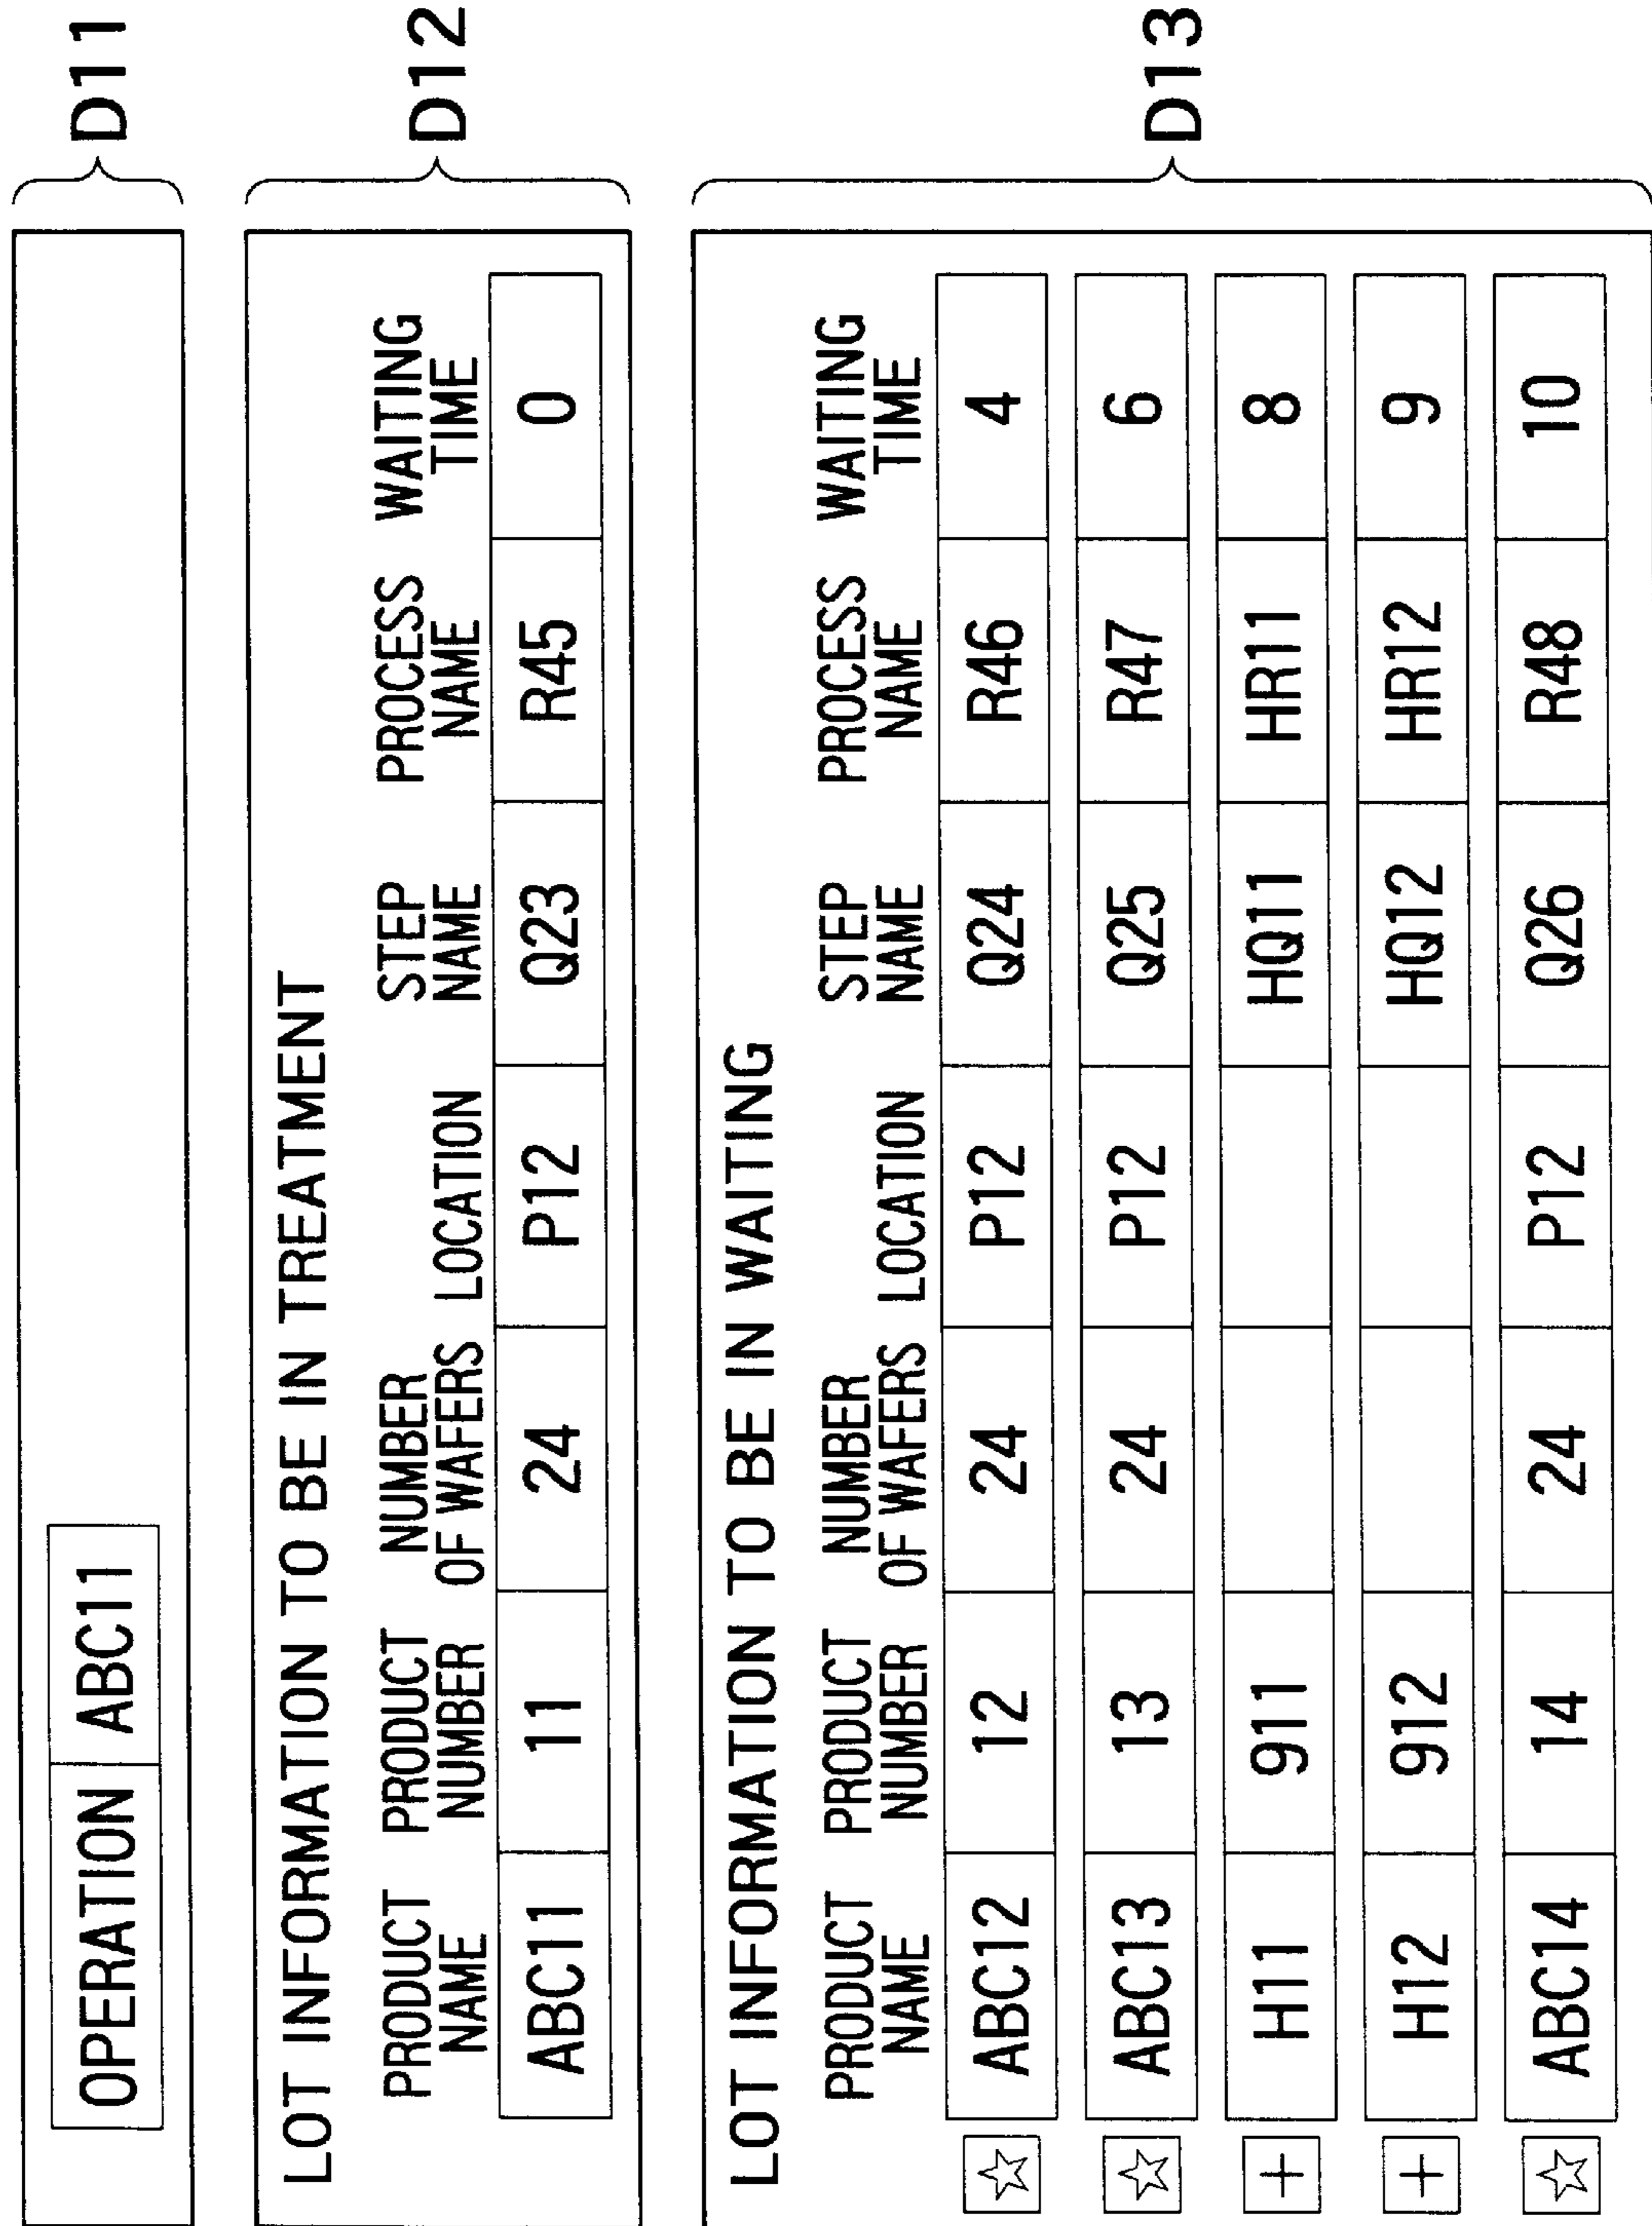 OPERATION ABC11
D11
LOT INFORMATION TO BE IN TREATMENT
PRODUCT NAME PRODUCT NUMBER NUMBER OF WAFERS LOCATION STEP NAME PROCESS NAME WAITING TIME
ABC11 11 24 P12 Q23 R45 0
D12
LOT INFORMATION TO BE IN WAITING
PRODUCT NAME PRODUCT NUMBER NUMBER OF WAFERS LOCATION STEP NAME PROCESS NAME WAITING TIME
☆ ABC12 12 24 P12 Q24 R46 4
☆ ABC13 13 24 P12 Q25 R47 6
+ H11 911 HQ11 HR11 8
+ H12 912 HQ12 HR12 9
☆ ABC14 14 24 P12 Q26 R48 10
D13